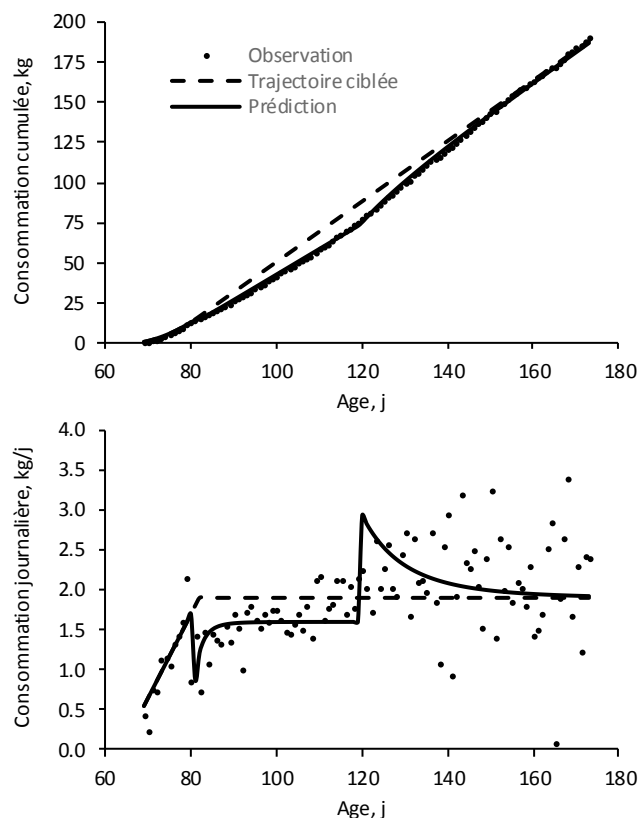 Consommation cumulée, kg
200
175
150
125
100
75
50
25
0
Observation
Trajectoire ciblée
Prédiction
60 80 100 120 140 160 180
Age, j
Consommation journalière, kg/j
4.0
3.5
3.0
2.5
2.0
1.5
1.0
0.5
0.0
60 80 100 120 140 160 180
Age, j